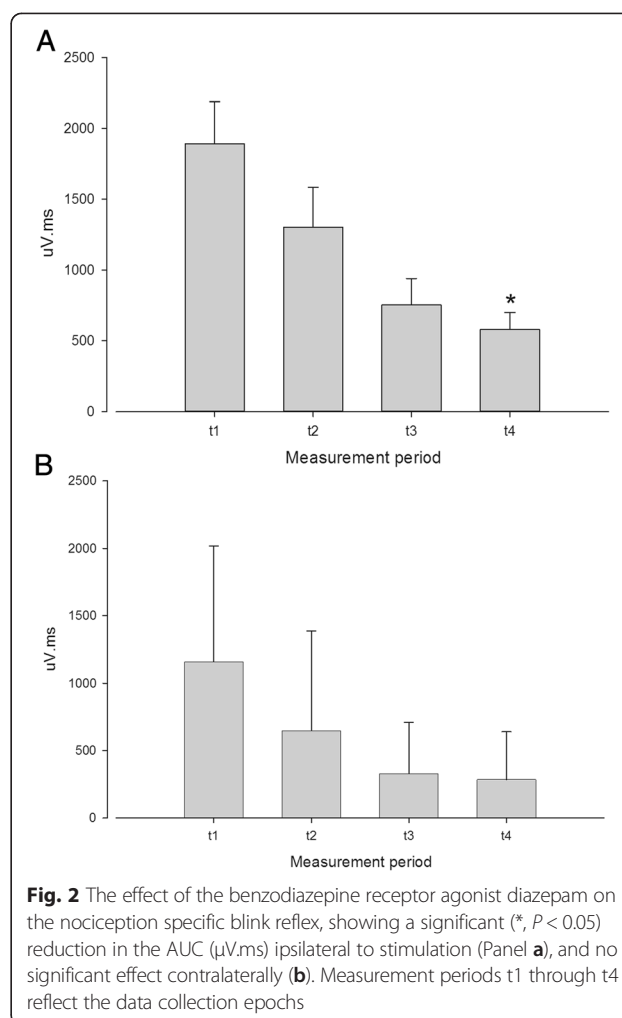 A
2500
2000
1500
1000
500
0
uV.ms
*
t1 t2 t3 t4
Measurement period
B
2500
2000
1500
1000
500
0
uV.ms
t1 t2 t3 t4
Measurement period
Fig. 2 The effect of the benzodiazepine receptor agonist diazepam on
the nociception specific blink reflex, showing a significant (*, P < 0.05)
reduction in the AUC (μV.ms) ipsilateral to stimulation (Panel a), and no
significant effect contralaterally (b). Measurement periods t1 through t4
reflect the data collection epochs